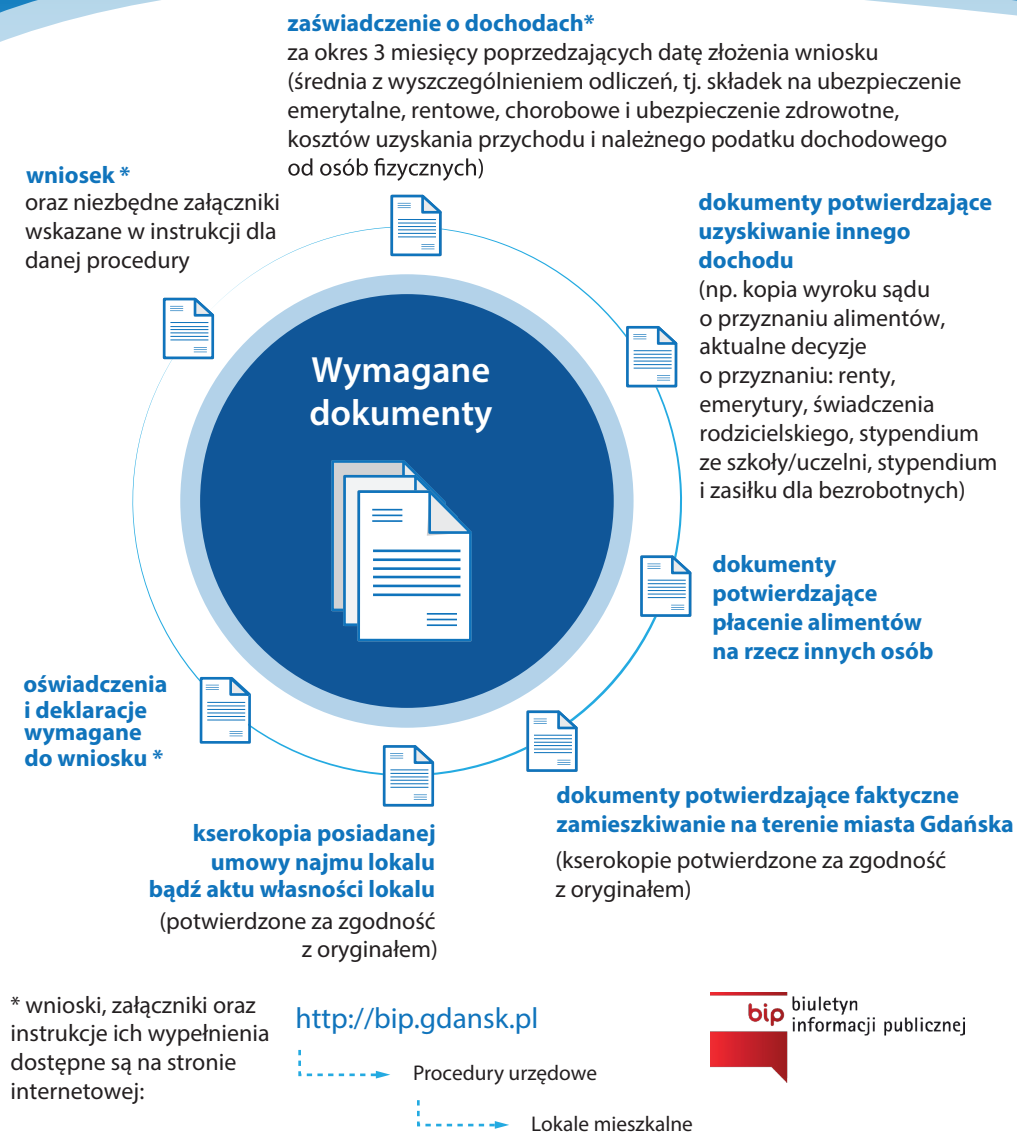 zaświadczenie o dochodach*
za okres 3 miesięcy poprzedzających datę złożenia wniosku
(średnia z wyszczególnieniem odliczeń, tj. składek na ubezpieczenie
emerytalne, rentowe, chorobowe i ubezpieczenie zdrowotne,
kosztów uzyskania przychodu i należnego podatku dochodowego
od osób fizycznych)
wniosek *
oraz niezbędne załączniki
wskazane w instrukcji dla
danej procedury
dokumenty potwierdzające
uzyskiwanie innego
dochodu
(np. kopia wyroku sądu
o przyznaniu alimentów,
aktualne decyzje
o przyznaniu: renty,
emerytury, świadczenia
rodzicielskiego, stypendium
ze szkoły/uczelni, stypendium
i zasiłku dla bezrobotnych)
Wymagane
dokumenty
dokumenty
potwierdzające
płacenie alimentów
na rzecz innych osób
oświadczenia
i deklaracje
wymagane
do wniosku *
dokumenty potwierdzające faktyczne
zamieszkiwanie na terenie miasta Gdańska
(kserokopie potwierdzone za zgodność
z oryginałem)
kserokopia posiadanej
umowy najmu lokalu
bądź aktu własności lokalu
(potwierdzone za zgodność
z oryginałem)
* wnioski, załączniki oraz
instrukcje ich wypełnienia
dostępne są na stronie
internetowej:
http://bip.gdansk.pl
Procedury urzędowe
Lokale mieszkalne
bip
biuletyn
informacji publicznej